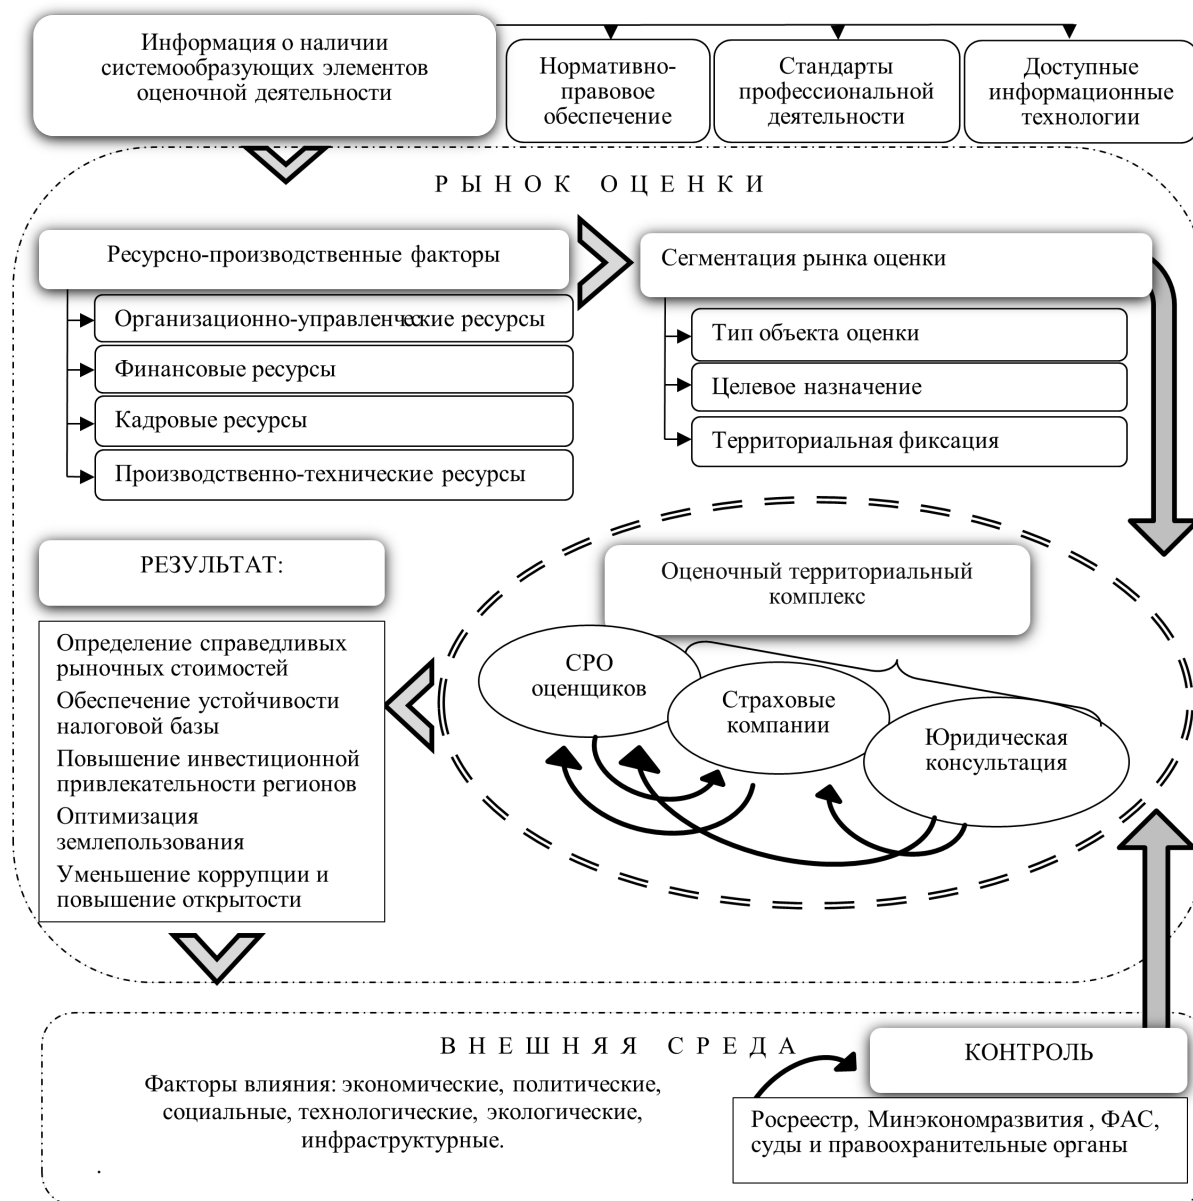 Информация о наличии
системообразующих элементов
оценочной деятельности
Нормативно-
правовое
обеспечение
Стандарты
профессиональной
деятельности
Доступные
информационные
технологии
РЫНОК ОЦЕНКИ
Ресурсно-производственные факторы
Организационно-управленческие ресурсы
Финансовые ресурсы
Кадровые ресурсы
Производственно-технические ресурсы
Сегментация рынка оценки
Тип объекта оценки
Целевое назначение
Территориальная фиксация
Оценочный территориальный
комплекс
СРО
оценщиков
Страховые
компании
Юридическая
консультация
РЕЗУЛЬТАТ:
Определение справедливых
рыночных стоимостей
Обеспечение устойчивости
налоговой базы
Повышение инвестиционной
привлекательности регионов
Оптимизация
землепользования
Уменьшение коррупции и
повышение открытости
ВНЕШНЯЯ СРЕДА
Факторы влияния: экономические, политические,
социальные, технологические, экологические,
инфраструктурные.
.
КОНТРОЛЬ
Росреестр, Минэкономразвития , ФАС,
суды и правоохранительные органы